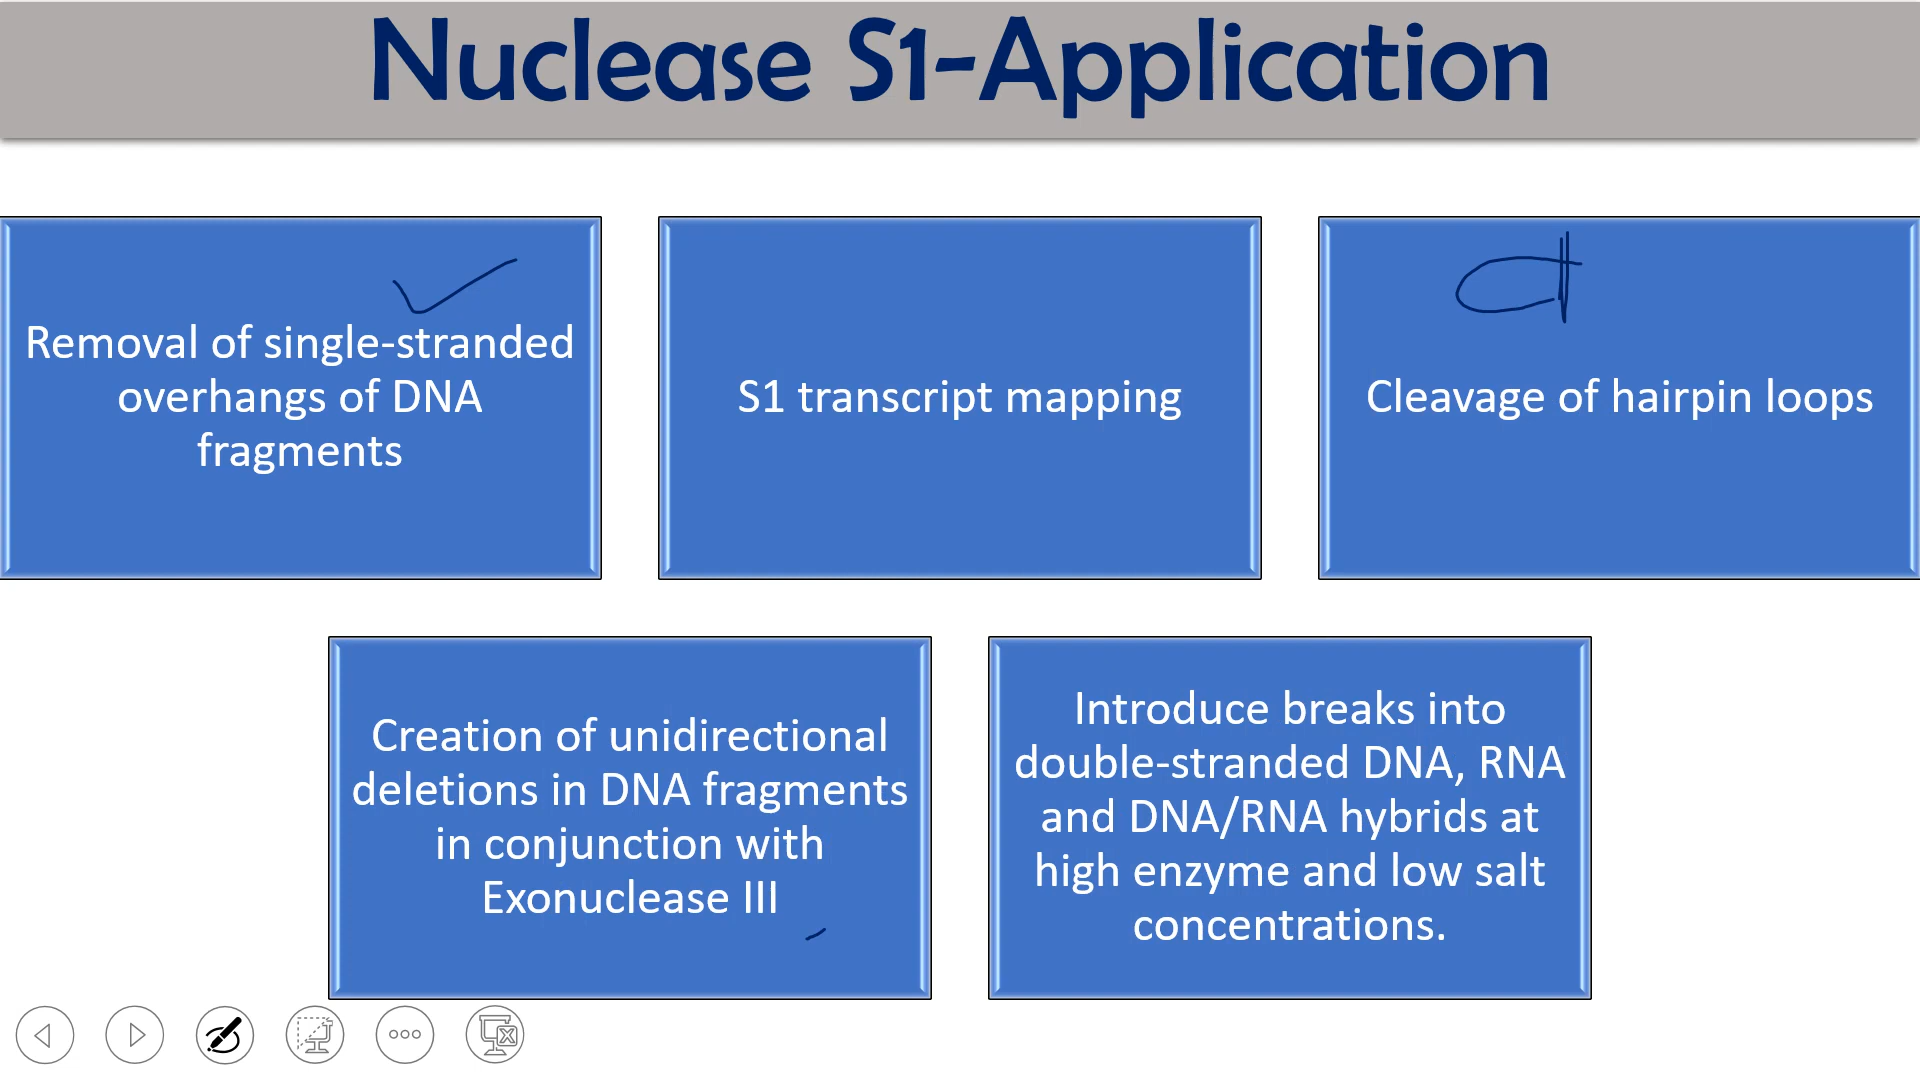 Nuclease S1-Application
Removal of single-stranded
overhangs of DNA
fragments
S1 transcript mapping
Cleavage of hairpin loops
Creation of unidirectional
deletions in DNA fragments
in conjunction with
Exonuclease III
Introduce breaks into
double-stranded DNA, RNA
and DNA/RNA hybrids at
high enzyme and low salt
concentrations.